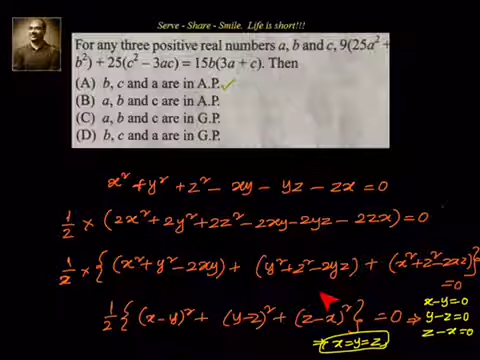 Serve - Share - Smile. Life is short!!!
For any three positive real numbers a, b and c, 9(25a² +
b²) + 25(c² − 3ac) = 15b(3a + c). Then
(A) b, c and a are in A.P. ✓
(B) a, b and c are in A.P.
(C) a, b and c are in G.P.
(D) b, c and a are in G.P.
x² + y² + z² − xy − yz − zx = 0
1/2 × (2x² + 2y² + 2z² − 2xy − 2yz − 2zx) = 0
1/2 × {(x² + y² − 2xy) + (y² + z² − 2yz) + (x² + z² − 2xz)} = 0
1/2 {(x−y)² + (y−z)² + (z−x)²} = 0 ⇒
x−y=0
y−z=0
z−x=0
⇒ x=y=z